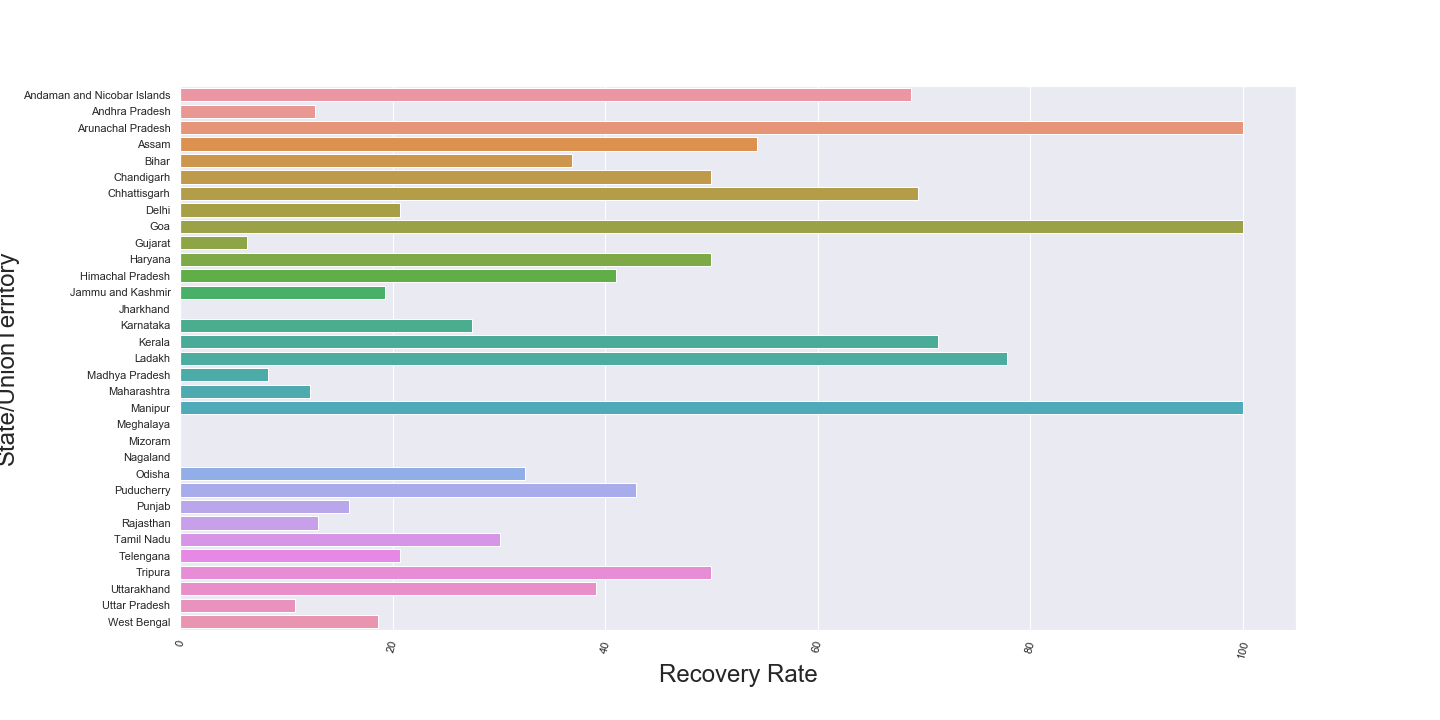 Andaman and Nicobar Islands
Andhra Pradesh
Arunachal Pradesh
Assam
Bihar
Chandigarh
Chhattisgarh
Delhi
Goa
Gujarat
Haryana
Himachal Pradesh
Jammu and Kashmir
Jharkhand
Karnataka
Kerala
Ladakh
Madhya Pradesh
Maharashtra
Manipur
Meghalaya
Mizoram
Nagaland
Odisha
Puducherry
Punjab
Rajasthan
Tamil Nadu
Telengana
Tripura
Uttarakhand
Uttar Pradesh
West Bengal
State/UnionTerritory
0 20 40 60 80 100
Recovery Rate